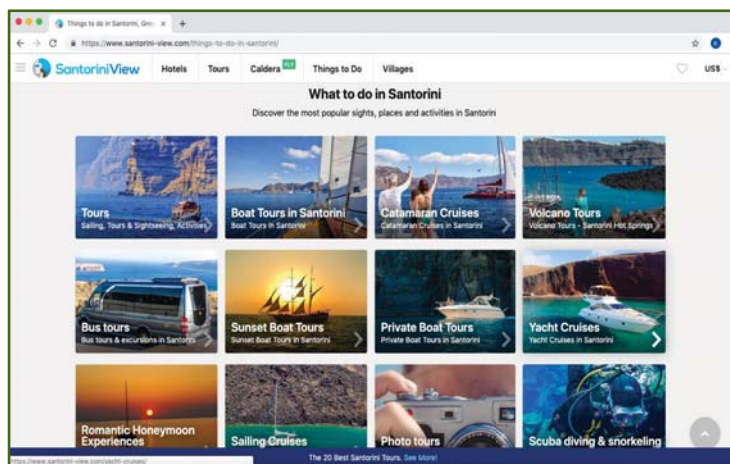 Things to do in Santorini, Gree
https://www.santorini-view.com/things-to-do-in-santorini/
SantoriniView
Hotels
Tours
Caldera FLY
Things to Do
Villages
US$
What to do in Santorini
Discover the most popular sights, places and activities in Santorini
Tours
Sailing, Tours & Sightseeing, Activities
Boat Tours in Santorini
Boat Tours in Santorini
Catamaran Cruises
Catamaran Cruises in Santorini
Volcano Tours
Volcano Tours - Santorini Hot Springs
Bus tours
Bus tours & excursions in Santorini
Sunset Boat Tours
Sunset Boat Tours in Santorini
Private Boat Tours
Private Boat Tours in Santorini
Yacht Cruises
Yacht Cruises in Santorini
Romantic Honeymoon
Experiences
Sailing Cruises
Photo tours
Scuba diving & snorkeling
The 20 Best Santorini Tours. See More!
https://www.santorini-view.com/yacht-cruises/